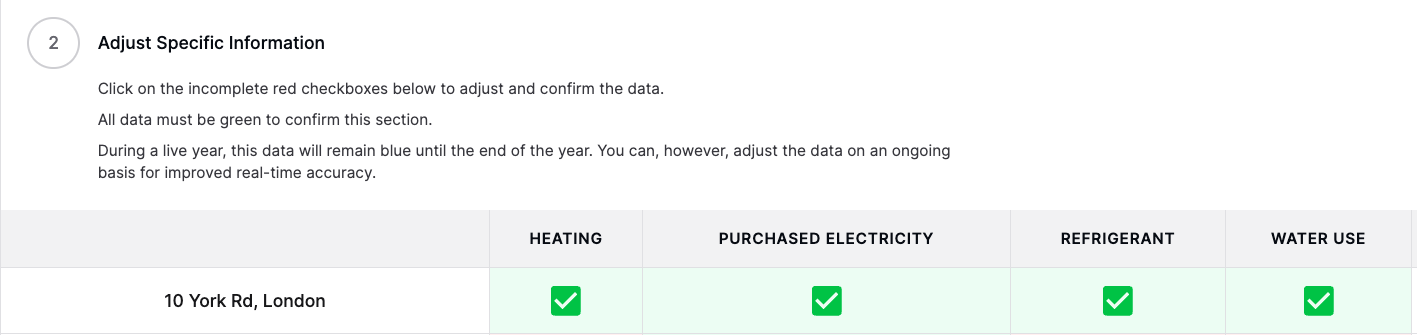 2
Adjust Specific Information
Click on the incomplete red checkboxes below to adjust and confirm the data.
All data must be green to confirm this section.
During a live year, this data will remain blue until the end of the year. You can, however, adjust the data on an ongoing
basis for improved real-time accuracy.
HEATING PURCHASED ELECTRICITY REFRIGERANT WATER USE
10 York Rd, London